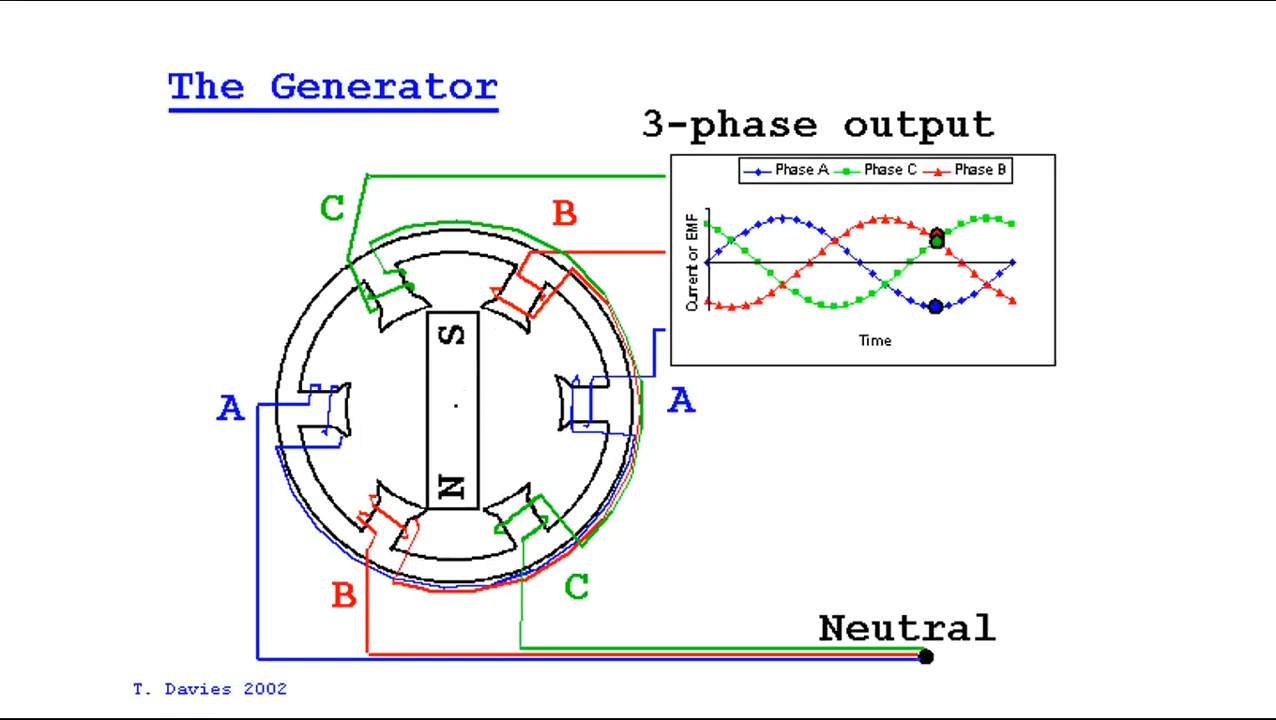 The Generator
3-phase output
Phase A Phase C Phase B
Current or EMF
Time
C
B
S
A
A
N
B
C
Neutral
T. Davies 2002